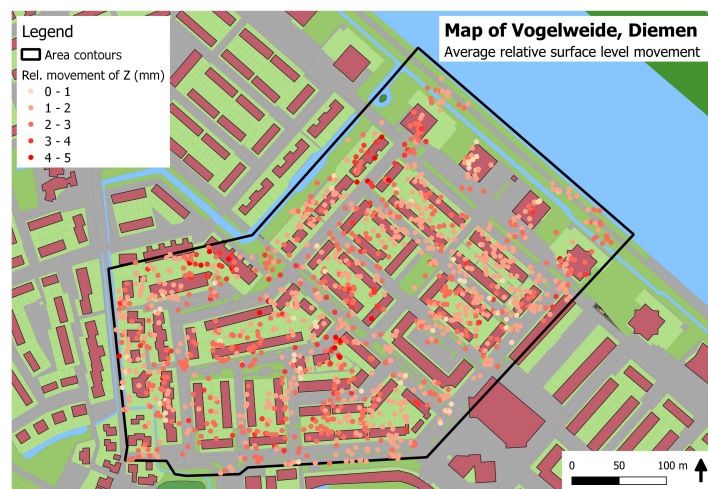 Legend
Area contours
Rel. movement of Z (mm)
0 - 1
1 - 2
2 - 3
3 - 4
4 - 5
Map of Vogelweide, Diemen
Average relative surface level movement
0 50 100 m